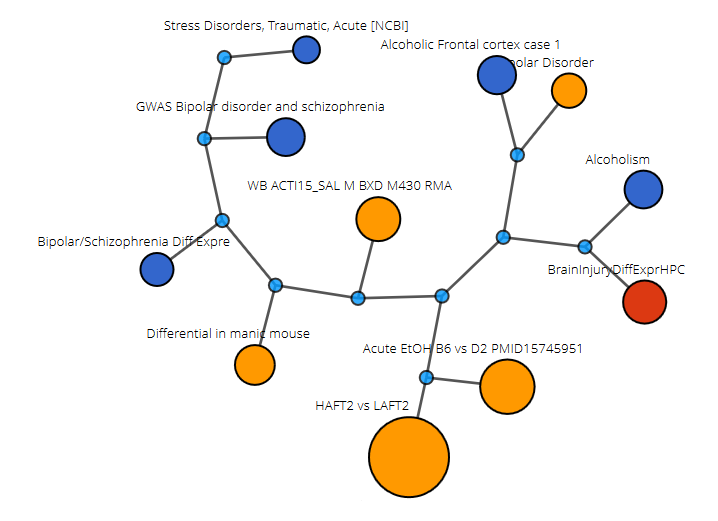 Stress Disorders, Traumatic, Acute [NCBI]
Alcoholic Frontal cortex case 1
polar Disorder
GWAS Bipolar disorder and schizophrenia
Alcoholism
WB ACTI15_SAL M BXD M430 RMA
Bipolar/Schizophrenia Diff Expre
BrainInjuryDiffExprHPC
Differential in manic mouse
Acute EtOH B6 vs D2 PMID15745951
HAFT2 vs LAFT2